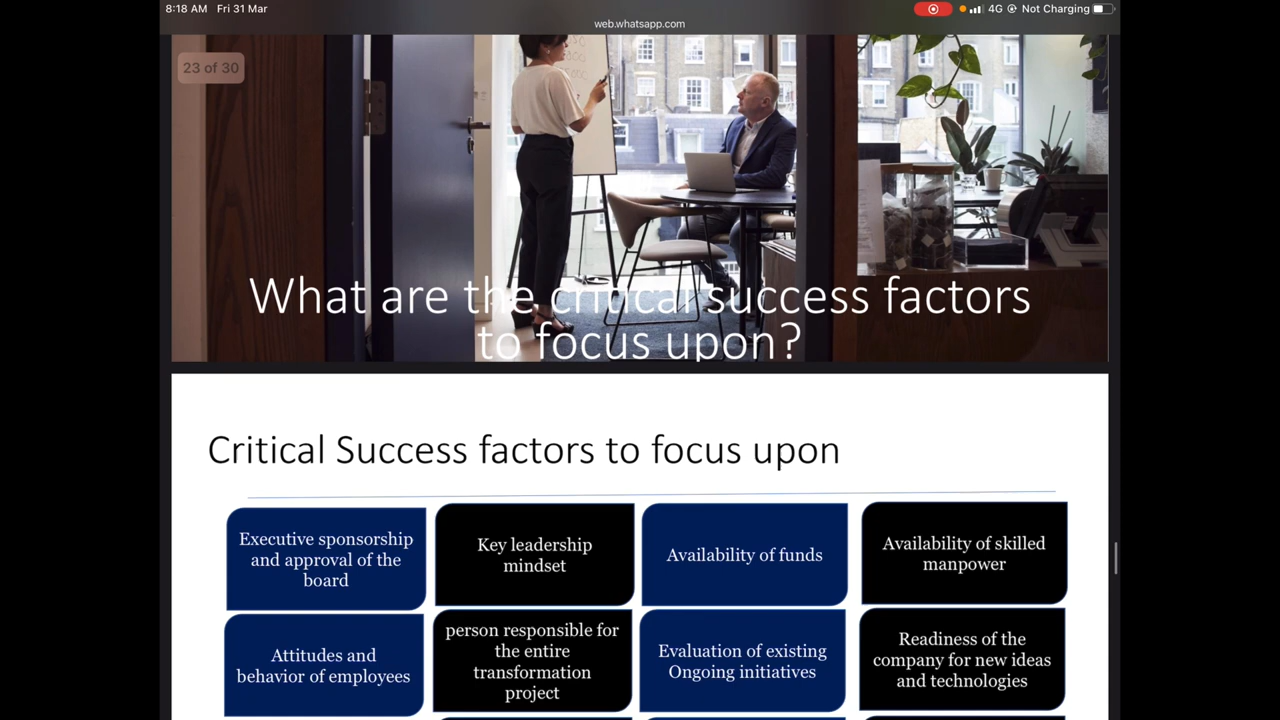 8:18 AM Fri 31 Mar
4G Not Charging
web.whatsapp.com
23 of 30
What are the critical success factors
to focus upon?
Critical Success factors to focus upon
Executive sponsorship
and approval of the
board
Key leadership
mindset
Availability of funds
Availability of skilled
manpower
Attitudes and
behavior of employees
person responsible for
the entire
transformation
project
Evaluation of existing
Ongoing initiatives
Readiness of the
company for new ideas
and technologies